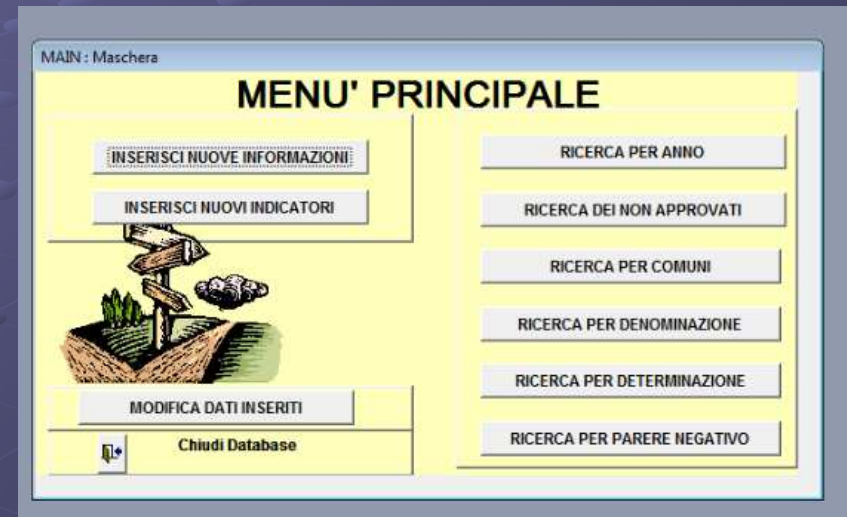 MAIN : Maschera
MENU' PRINCIPALE
INSERISCI NUOVE INFORMAZIONI
INSERISCI NUOVI INDICATORI
MODIFICA DATI INSERITI
Chiudi Database
RICERCA PER ANNO
RICERCA DEI NON APPROVATI
RICERCA PER COMUNI
RICERCA PER DENOMINAZIONE
RICERCA PER DETERMINAZIONE
RICERCA PER PARERE NEGATIVO